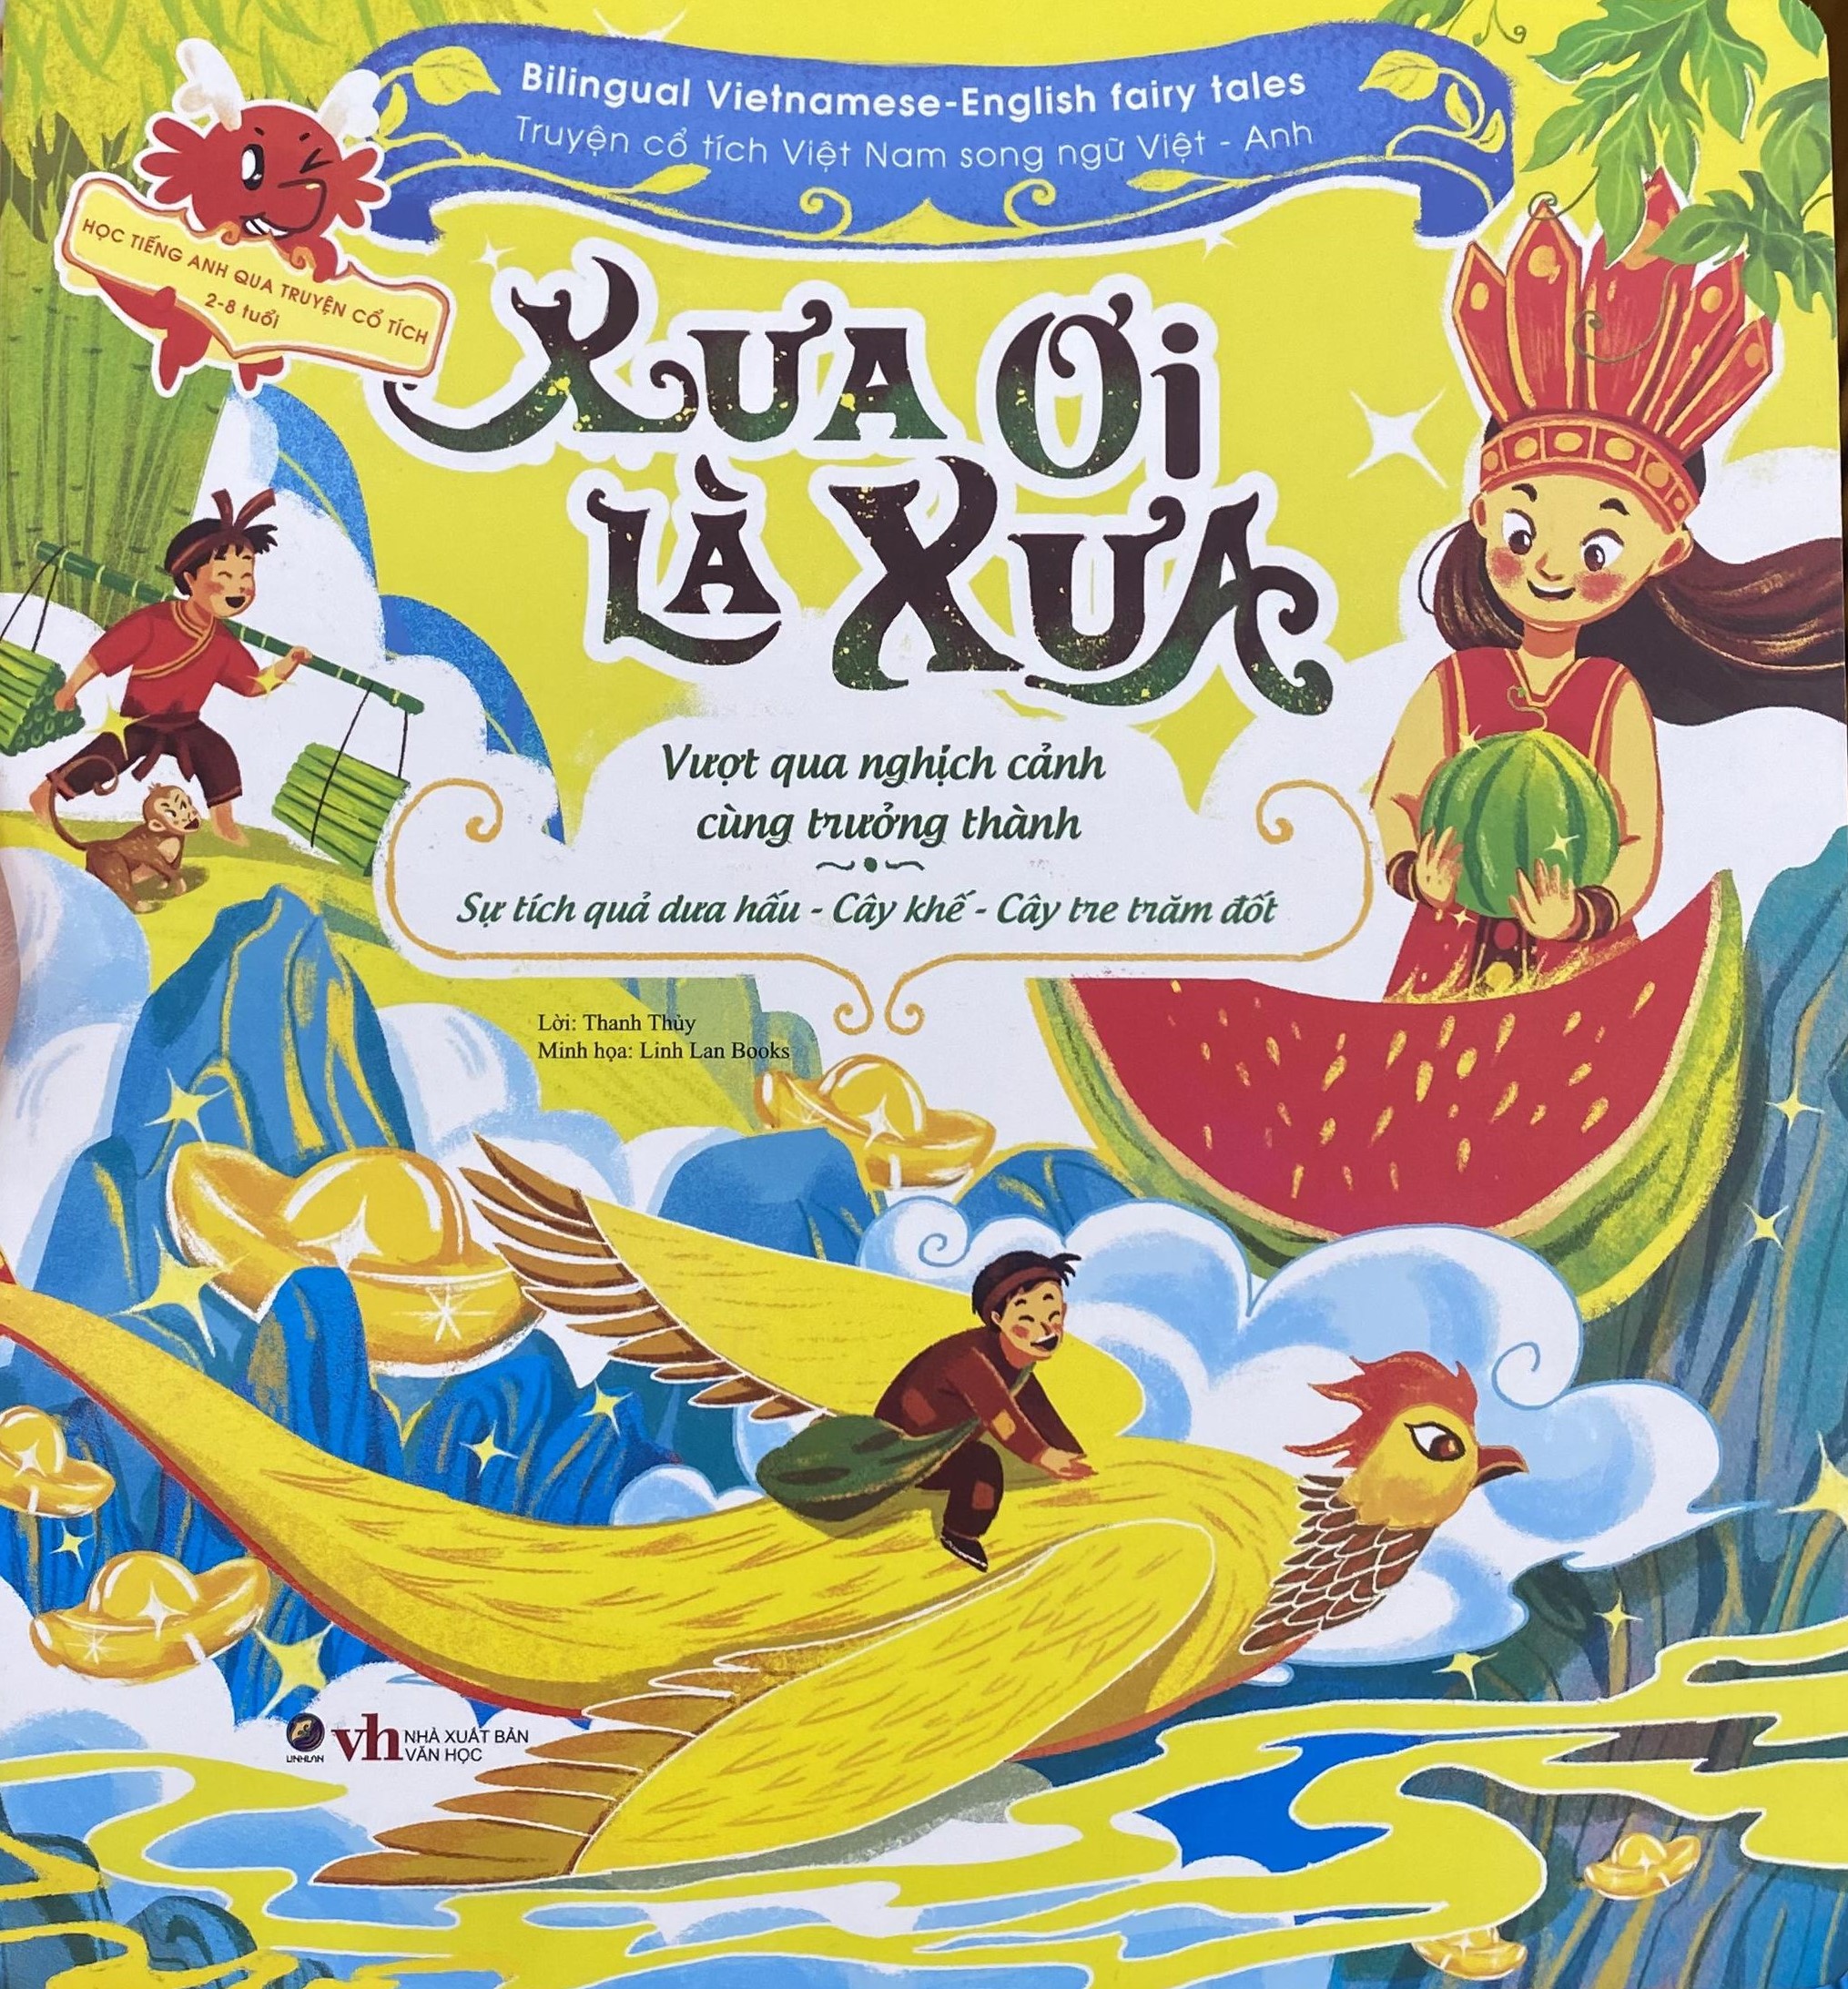 Bilingual Vietnamese-English fairy tales
Truyện cổ tích Việt Nam song ngữ Việt - Anh
HỌC TIẾNG ANH QUA TRUYỆN CỔ TÍCH
2-8 tuổi
XƯA ƠI
LÀ XƯA
Vượt qua nghịch cảnh
cùng trưởng thành
Sự tích quả dưa hấu - Cây khế - Cây tre trăm đốt
Lời: Thanh Thủy
Minh họa: Linh Lan Books
LINHLAN
vh NHÀ XUẤT BẢN
VĂN HỌC